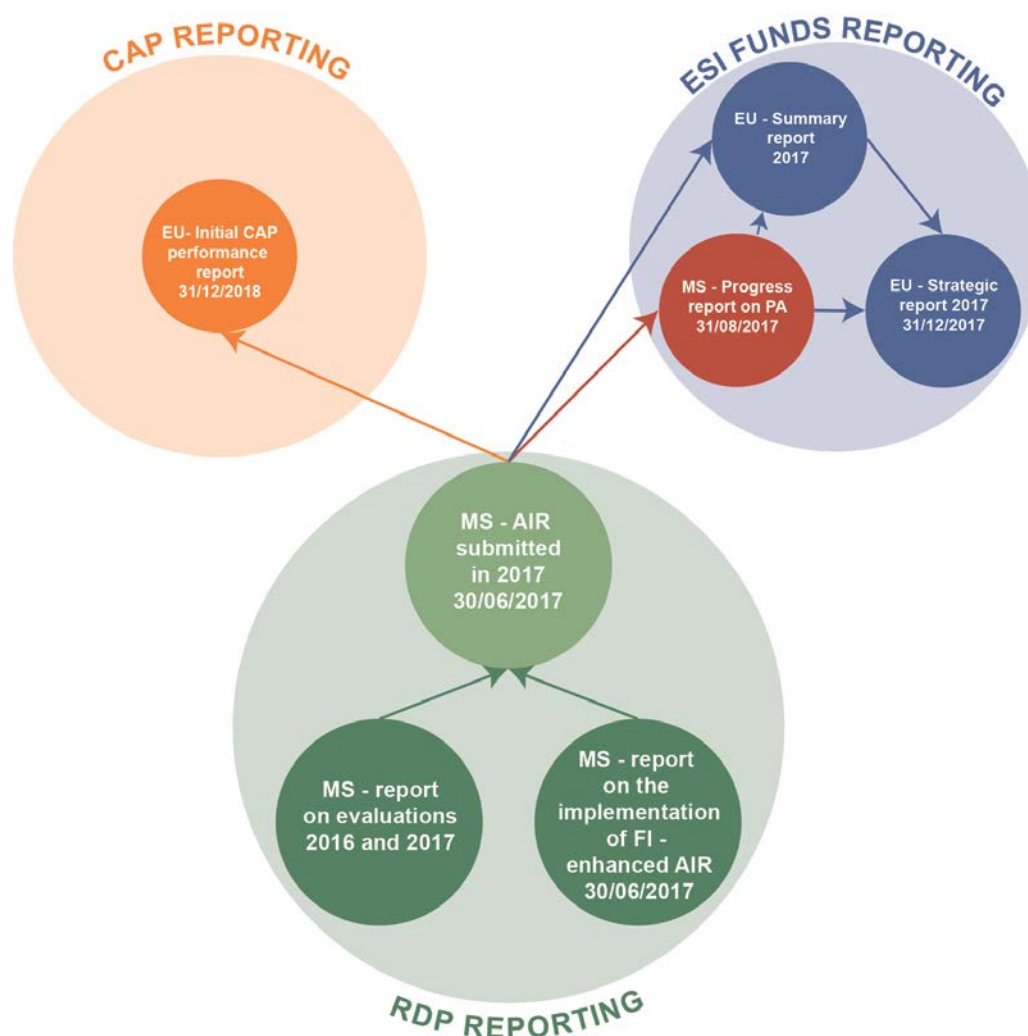 CAP REPORTING
ESI FUNDS REPORTING
EU - Summary
report
2017
EU- Initial CAP
performance
report
31/12/2018
MS - Progress
report on PA
31/08/2017
EU - Strategic
report 2017
31/12/2017
MS - AIR
submitted
in 2017
30/06/2017
MS - report
on evaluations
2016 and 2017
MS - report
on the
implementation
of FI -
enhanced AIR
30/06/2017
RDP REPORTING